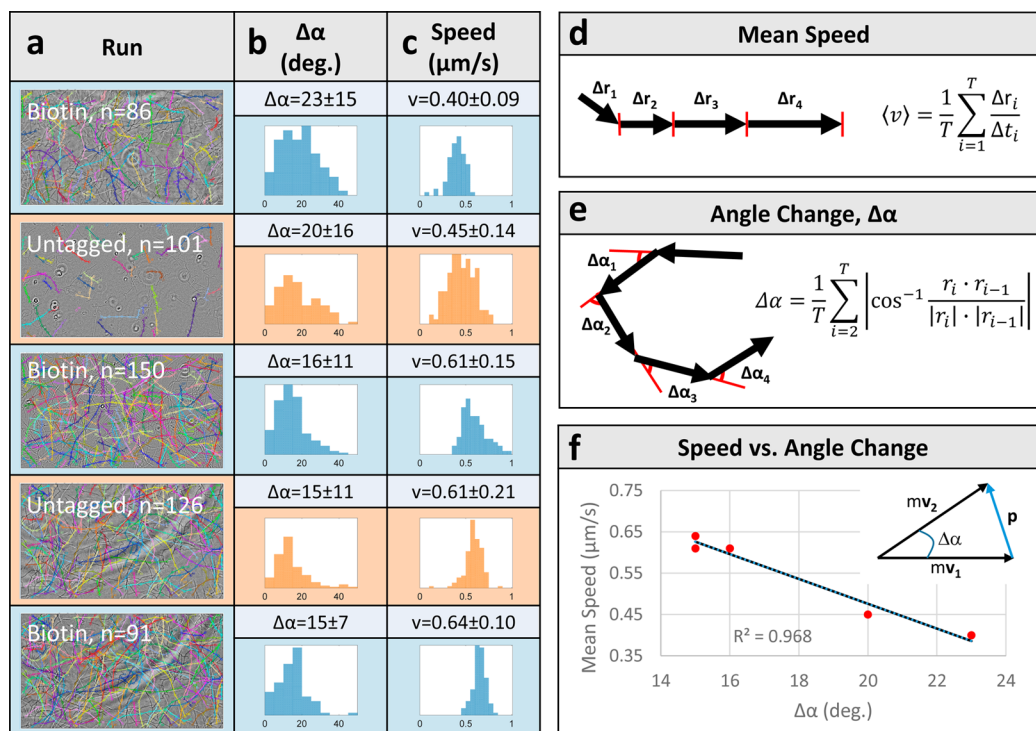 a Run
b Δα
(deg.)
c Speed
(μm/s)
Biotin, n=86
Δα=23±15
v=0.40±0.09
0 20 40
0 0.5 1
Untagged, n=101
Δα=20±16
v=0.45±0.14
0 20 40
0 0.5 1
Biotin, n=150
Δα=16±11
v=0.61±0.15
0 20 40
0 0.5 1
Untagged, n=126
Δα=15±11
v=0.61±0.21
0 20 40
0 0.5 1
Biotin, n=91
Δα=15±7
v=0.64±0.10
0 20 40
0 0.5 1
d Mean Speed
Δr₁ Δr₂ Δr₃ Δr₄
⟨v⟩ = 1/T ∑ᵢ₌₁ᵀ Δrᵢ/Δtᵢ
e Angle Change, Δα
Δα₁
Δα₂
Δα₃
Δα₄
Δα = 1/T ∑ᵢ₌₂ᵀ |cos⁻¹ rᵢ · rᵢ₋₁ / |rᵢ| · |rᵢ₋₁||
f Speed vs. Angle Change
Mean Speed (μm/s)
0.75
0.65
0.55
0.45
0.35
mv₂
p
Δα
mv₁
R² = 0.968
14 16 18 20 22 24
Δα (deg.)